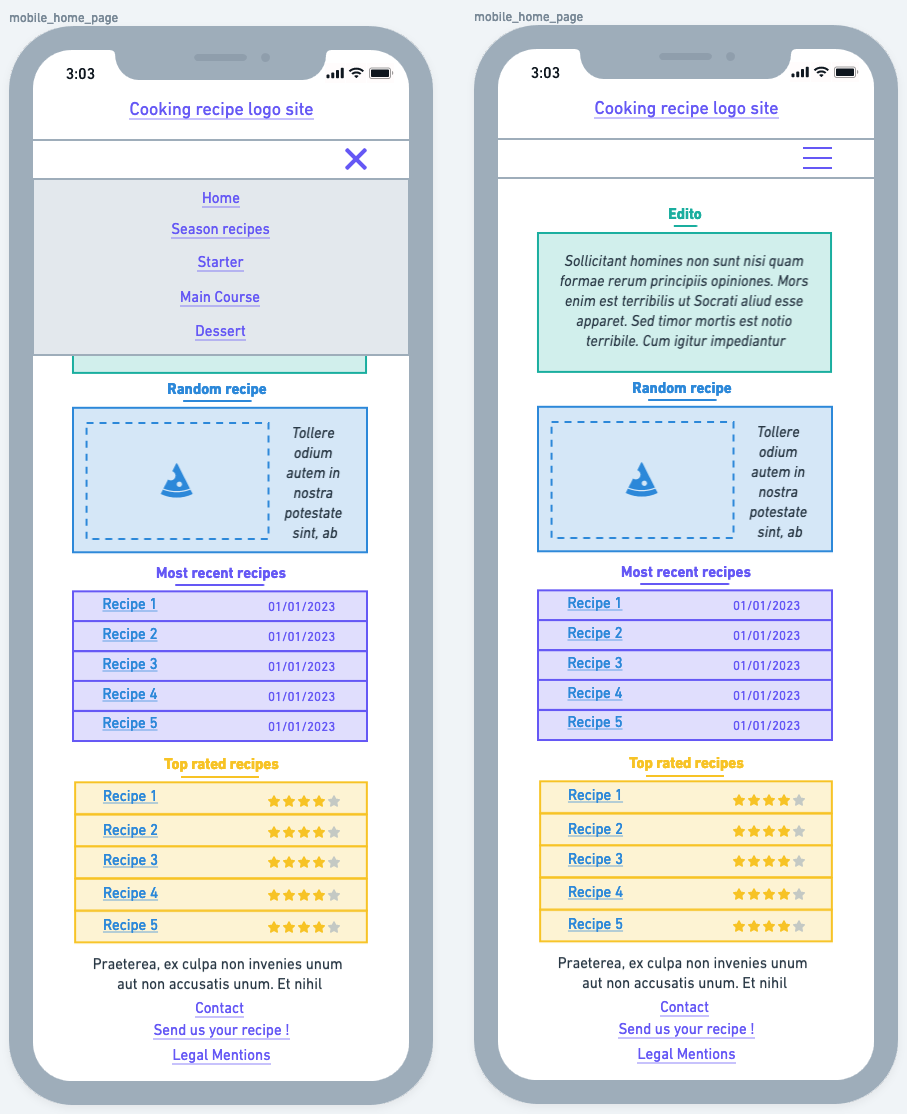 mobile_home_page
3:03
Cooking recipe logo site
Home
Season recipes
Starter
Main Course
Dessert
Random recipe
Tollere
odium
autem in
nostra
potestate
sint, ab
Most recent recipes
Recipe 1 01/01/2023
Recipe 2 01/01/2023
Recipe 3 01/01/2023
Recipe 4 01/01/2023
Recipe 5 01/01/2023
Top rated recipes
Recipe 1
Recipe 2
Recipe 3
Recipe 4
Recipe 5
Praeterea, ex culpa non invenies unum
aut non accusatis unum. Et nihil
Contact
Send us your recipe !
Legal Mentions
mobile_home_page
3:03
Cooking recipe logo site
Edito
Sollicitant homines non sunt nisi quam
formae rerum principiis opiniones. Mors
enim est terribilis ut Socrati aliud esse
apparet. Sed timor mortis est notio
terribile. Cum igitur impediantur
Random recipe
Tollere
odium
autem in
nostra
potestate
sint, ab
Most recent recipes
Recipe 1 01/01/2023
Recipe 2 01/01/2023
Recipe 3 01/01/2023
Recipe 4 01/01/2023
Recipe 5 01/01/2023
Top rated recipes
Recipe 1
Recipe 2
Recipe 3
Recipe 4
Recipe 5
Praeterea, ex culpa non invenies unum
aut non accusatis unum. Et nihil
Contact
Send us your recipe !
Legal Mentions